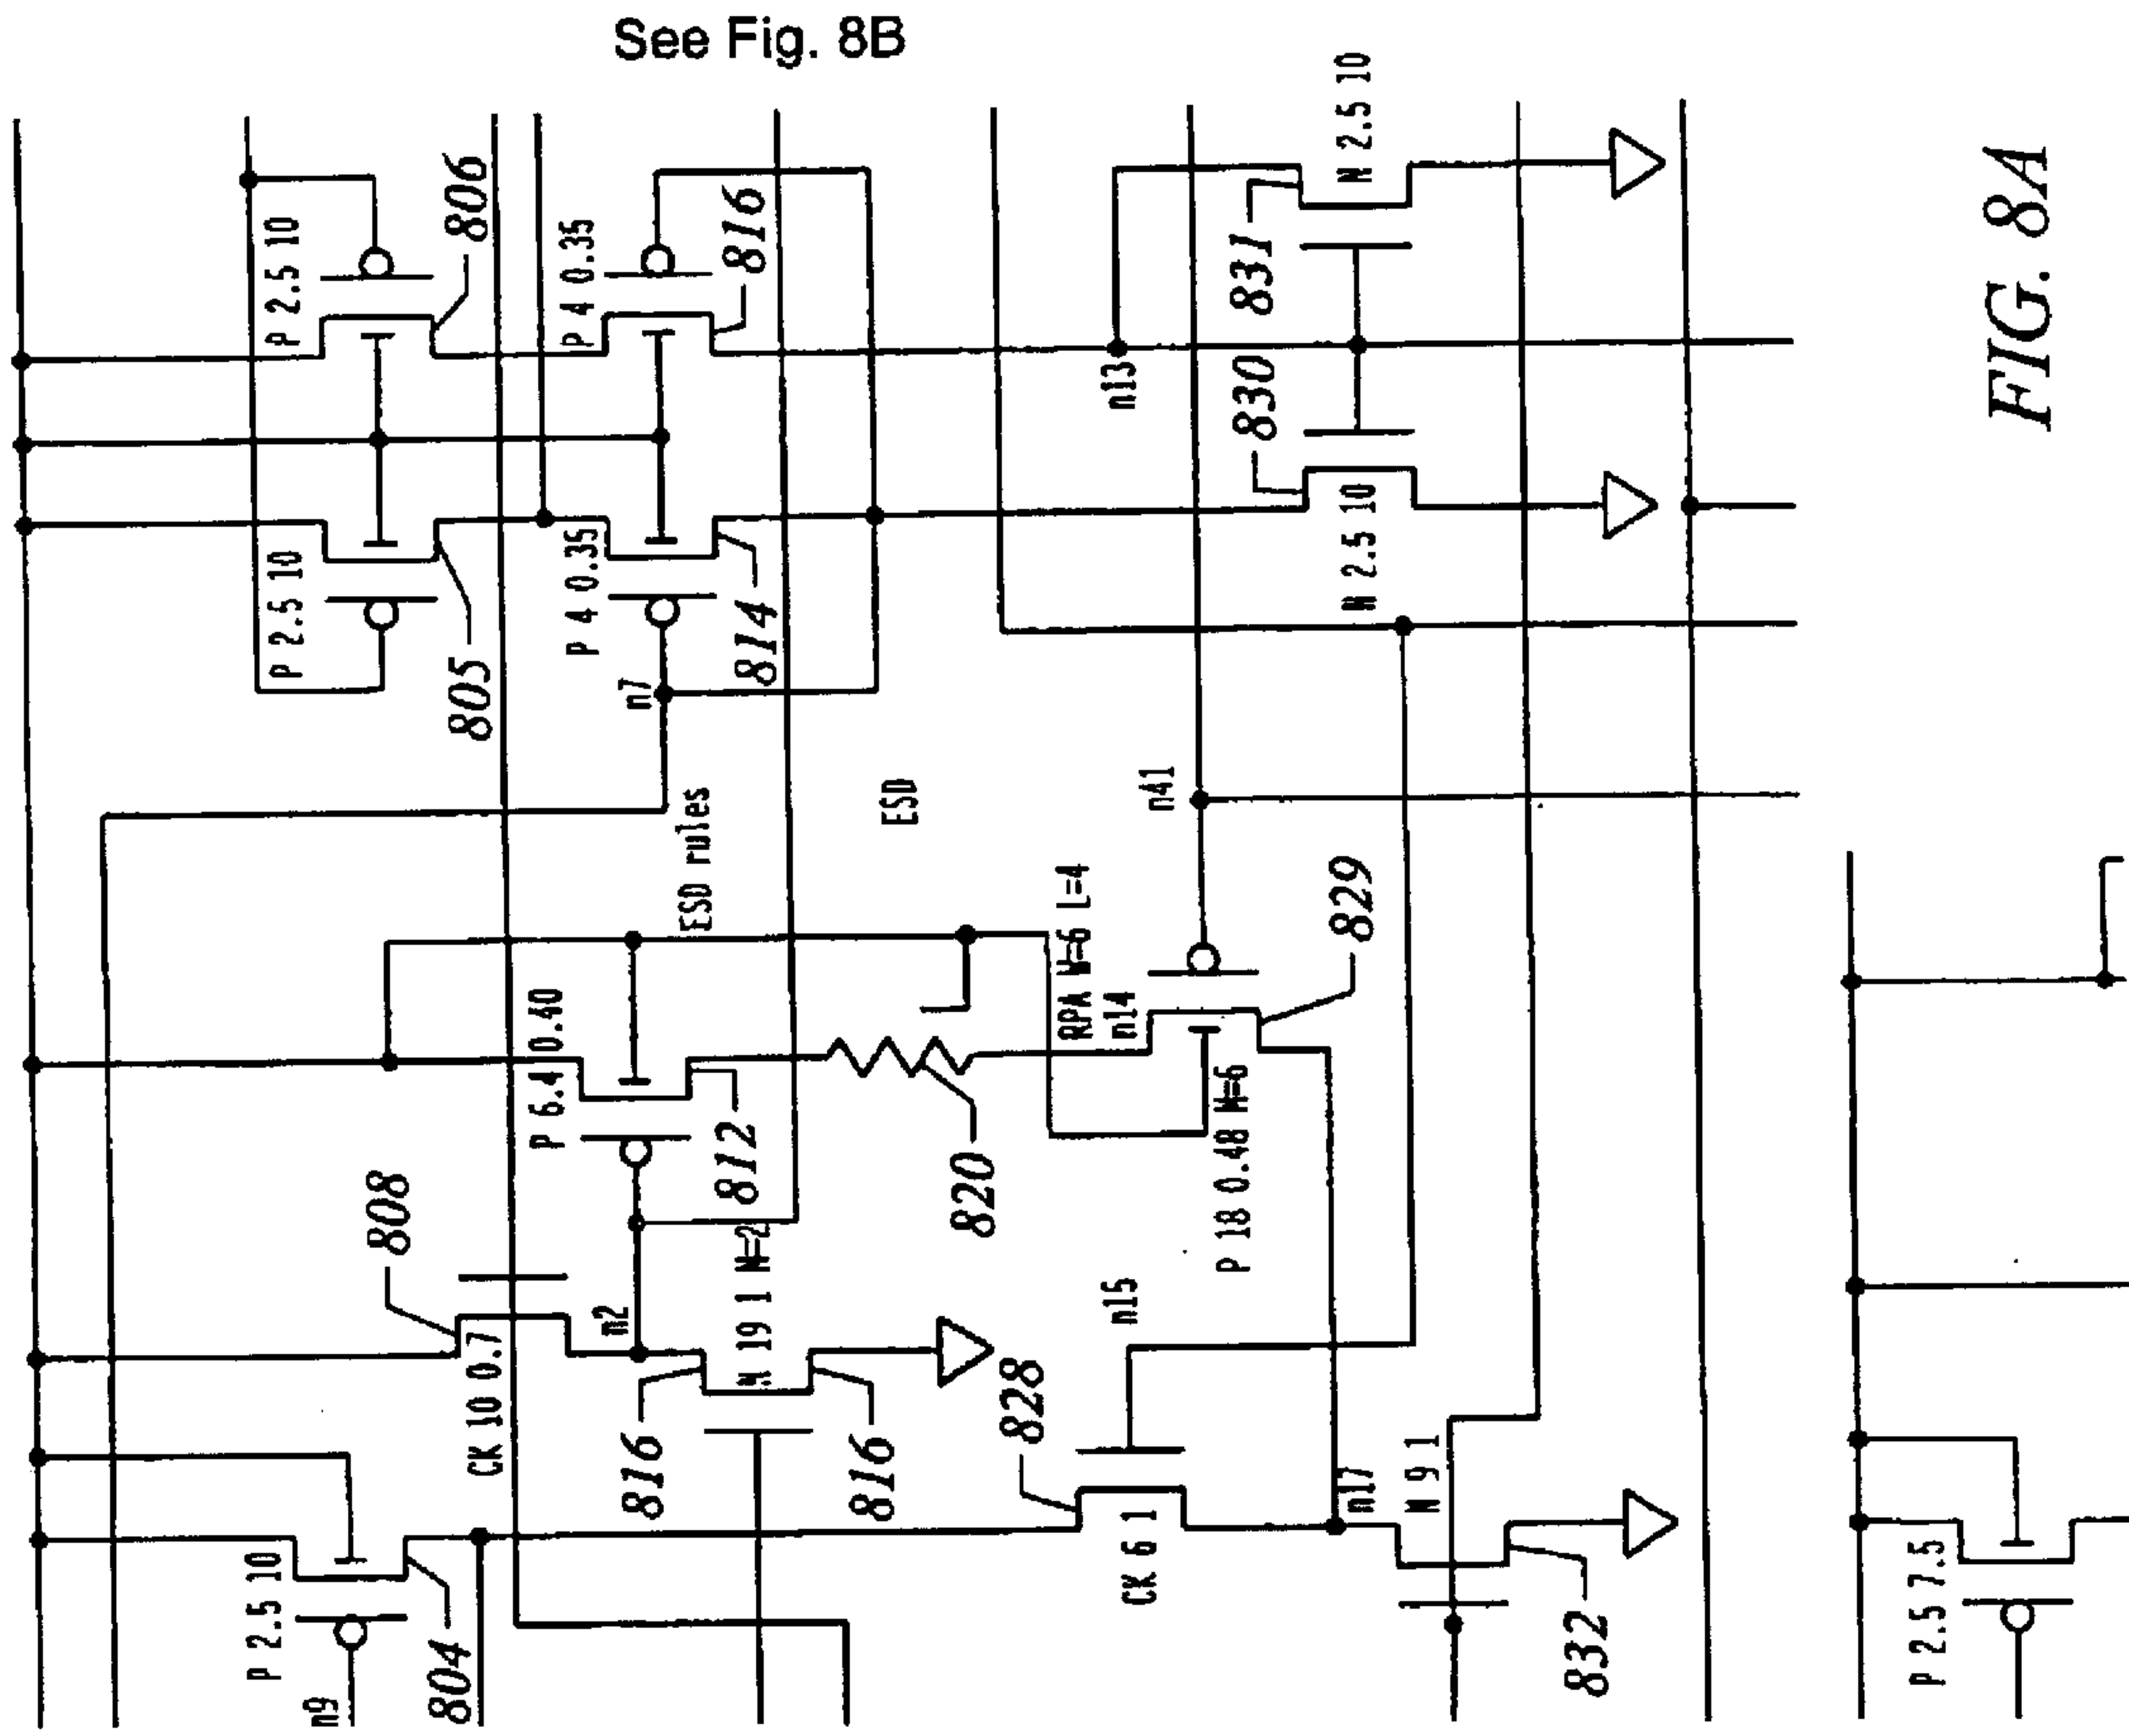 See Fig. 8B
P 2.5 10
806
P 4 0.35
816
N 2.5 10
831
n13
830
P 2.5 10
805
P 4 0.35
814
n7
N 2.5 10
ESD rules
ESD
n41
P 6.4 0.40
812
820
RPA W=6 L=4
n14
829
P 18 0.48 M=6
808
CK 10 0.7
n2
N 19 1 M=2
816
816
n15
828
CK 6 1
n17
N 9 1
832
P 2.5 10
n9
804
P 2.5 7.5
FIG. 8A